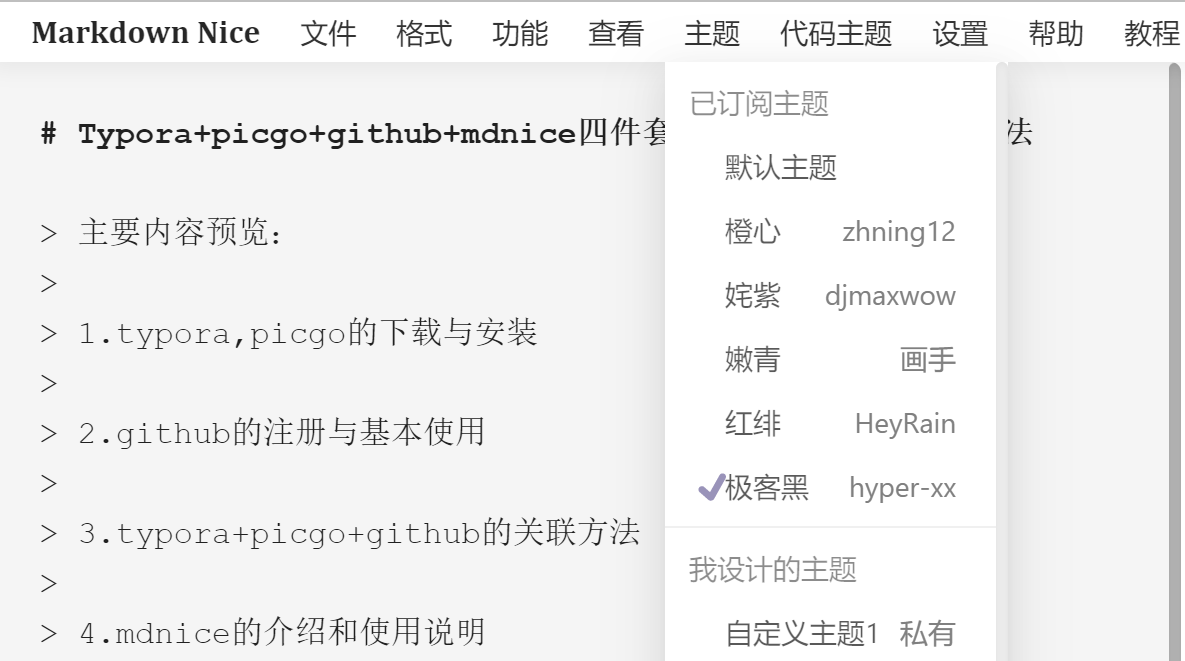 Markdown Nice 文件 格式 功能 查看 主题 代码主题 设置 帮助 教程
# Typora+picgo+github+mdnice四件套 法
> 主要内容预览：
>
> 1.typora,picgo的下载与安装
>
> 2.github的注册与基本使用
>
> 3.typora+picgo+github的关联方法
>
> 4.mdnice的介绍和使用说明
已订阅主题
默认主题
橙心 zhning12
姹紫 djmaxwow
嫩青 画手
红绯 HeyRain
极客黑 hyper-xx
我设计的主题
自定义主题1 私有